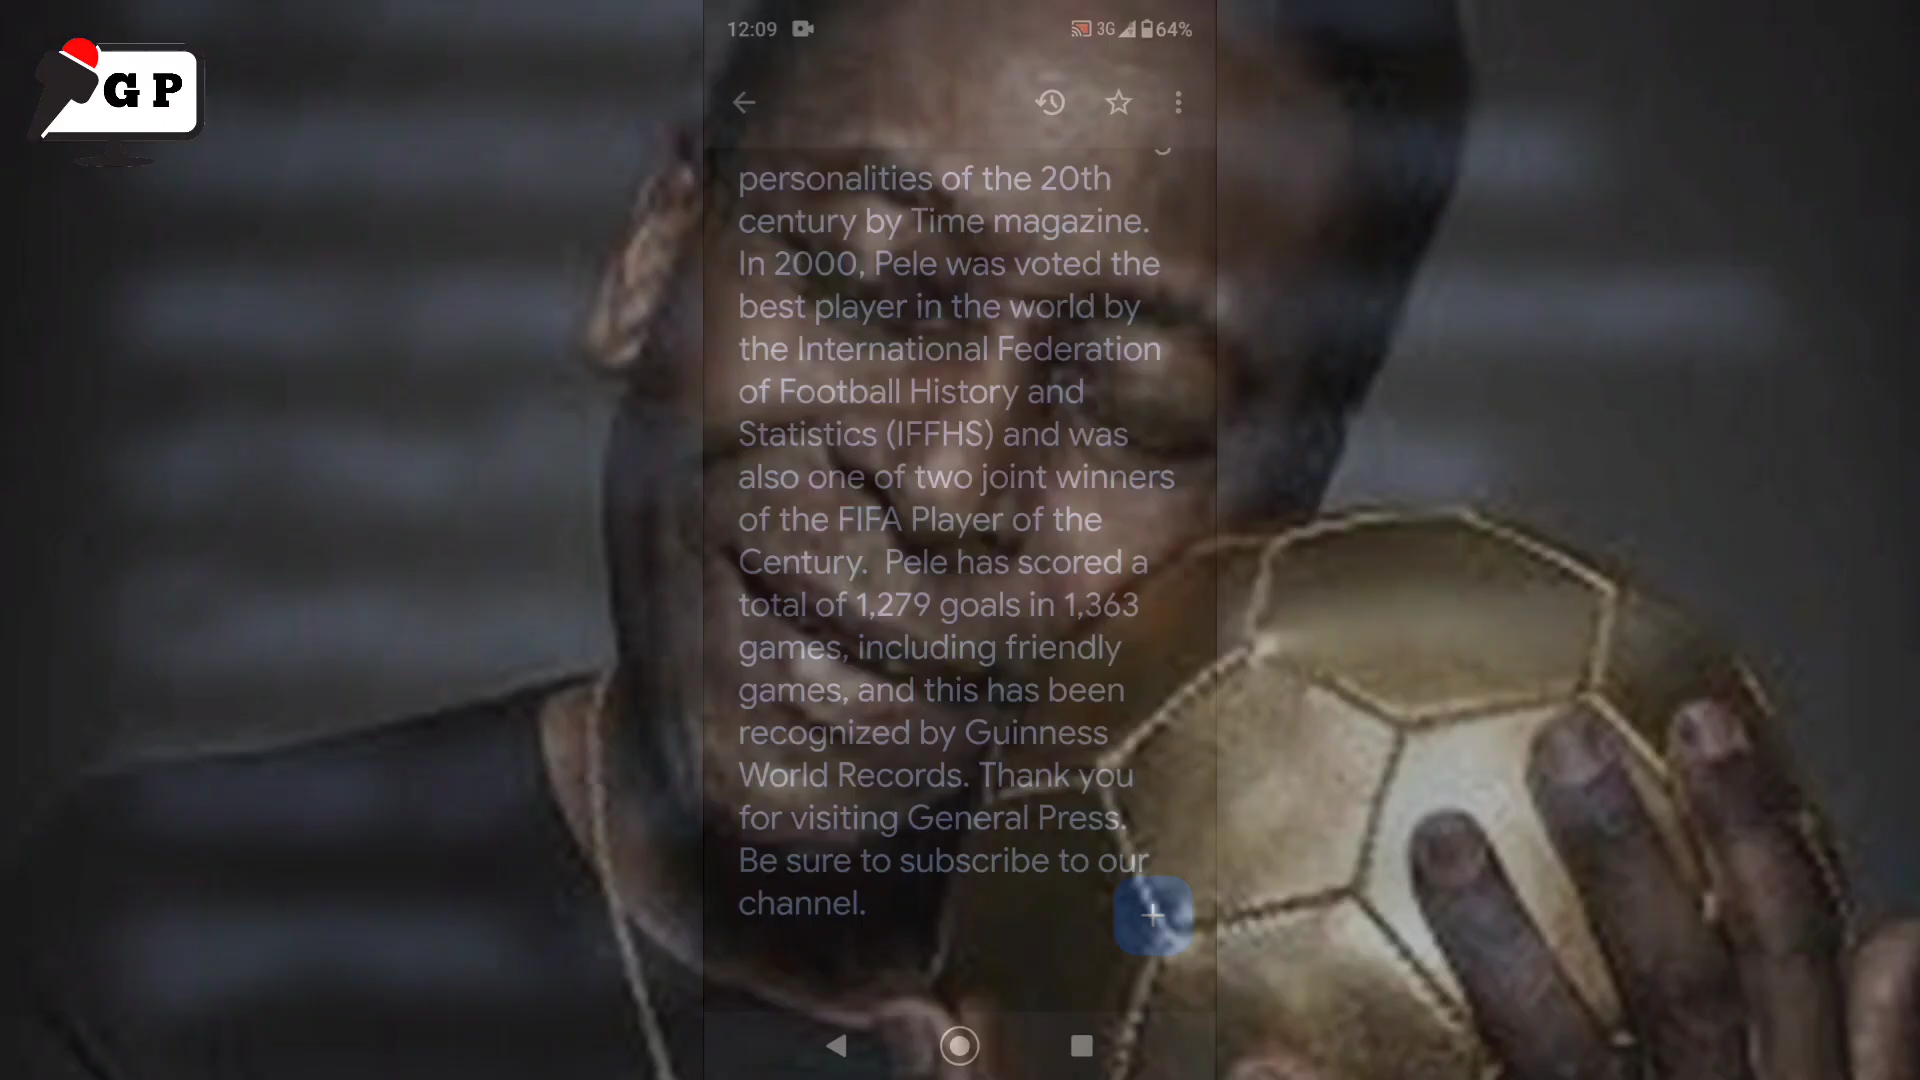 12:09
3G
64%
G P
personalities of the 20th
century by Time magazine.
In 2000, Pele was voted the
best player in the world by
the International Federation
of Football History and
Statistics (IFFHS) and was
also one of two joint winners
of the FIFA Player of the
Century.  Pele has scored a
total of 1,279 goals in 1,363
games, including friendly
games, and this has been
recognized by Guinness
World Records. Thank you
for visiting General Press.
Be sure to subscribe to our
channel.